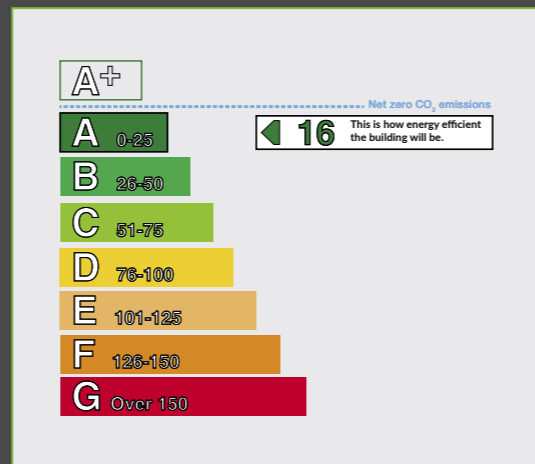 A+
Net zero CO₂ emissions
A 0-25
16 This is how energy efficient
the building will be.
B 26-50
C 51-75
D 76-100
E 101-125
F 126-150
G Over 150